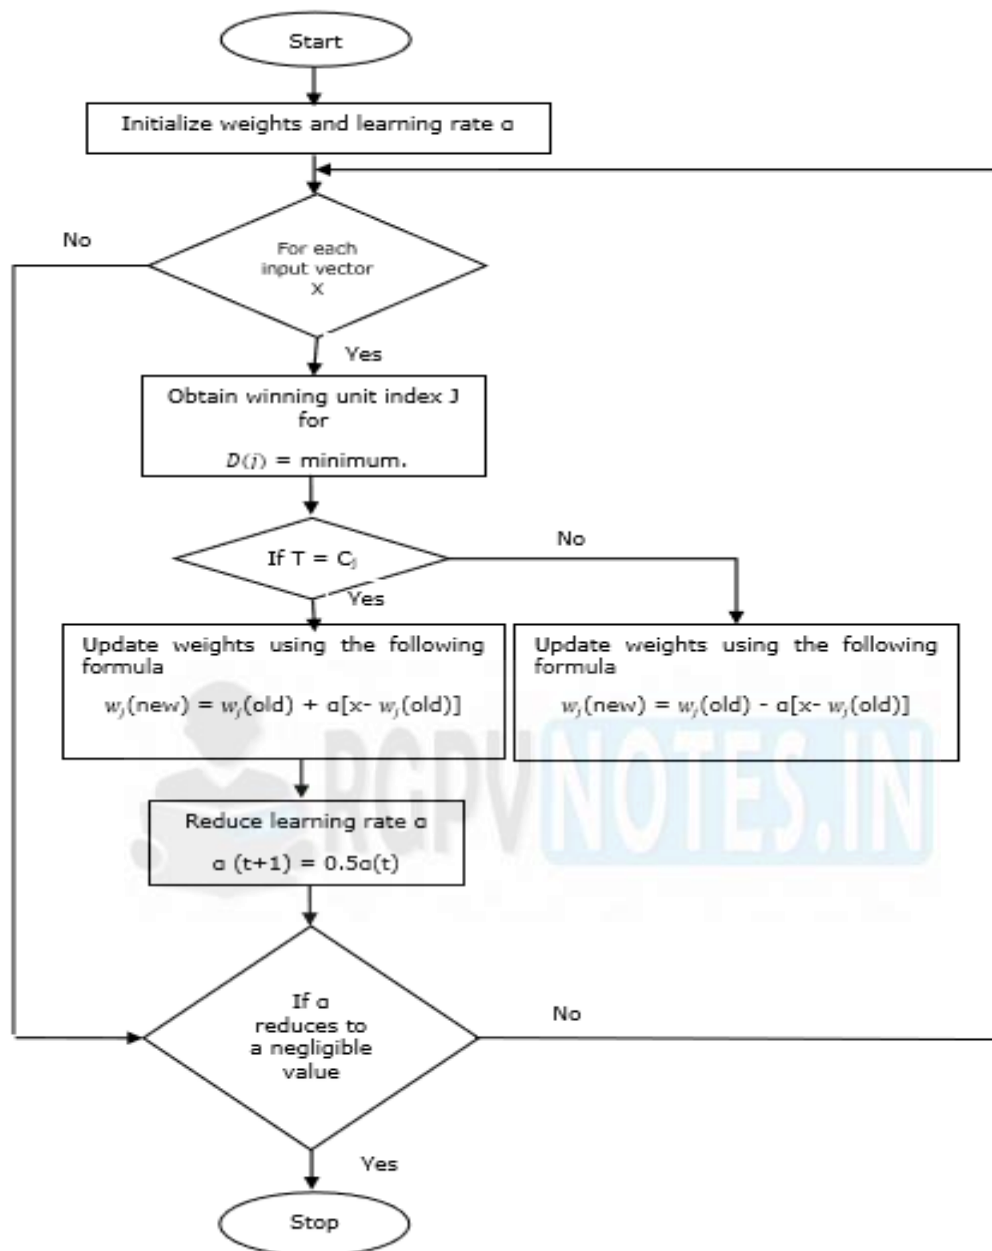 Start
Initialize weights and learning rate α
No
For each
input vector
X
Yes
Obtain winning unit index J
for
D(j) = minimum.
If T = Cⱼ
No
Yes
Update weights using the following
formula
wⱼ(new) = wⱼ(old) + α[x- wⱼ(old)]
Update weights using the following
formula
wⱼ(new) = wⱼ(old) - α[x- wⱼ(old)]
RGPVNOTES.IN
Reduce learning rate α
α (t+1) = 0.5α(t)
If α
reduces to
a negligible
value
No
Yes
Stop